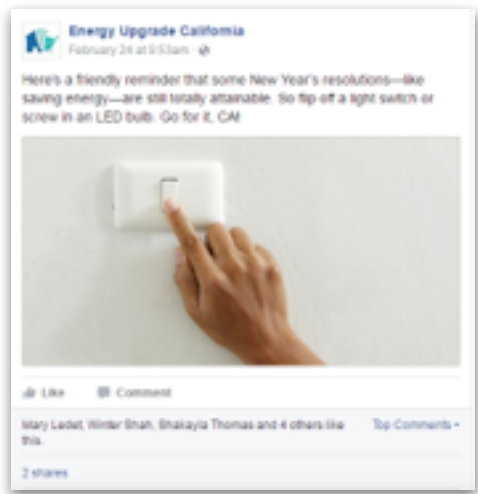 Energy Upgrade California
February 24 at 9:53am ·
Here's a friendly reminder that some New Year's resolutions—like
saving energy—are still totally attainable. So flip off a light switch or
screw in an LED bulb. Go for it, CA!
Like Comment
Mary Ledet, Winter Shah, Shakayla Thomas and 4 others like
this.
Top Comments
2 shares